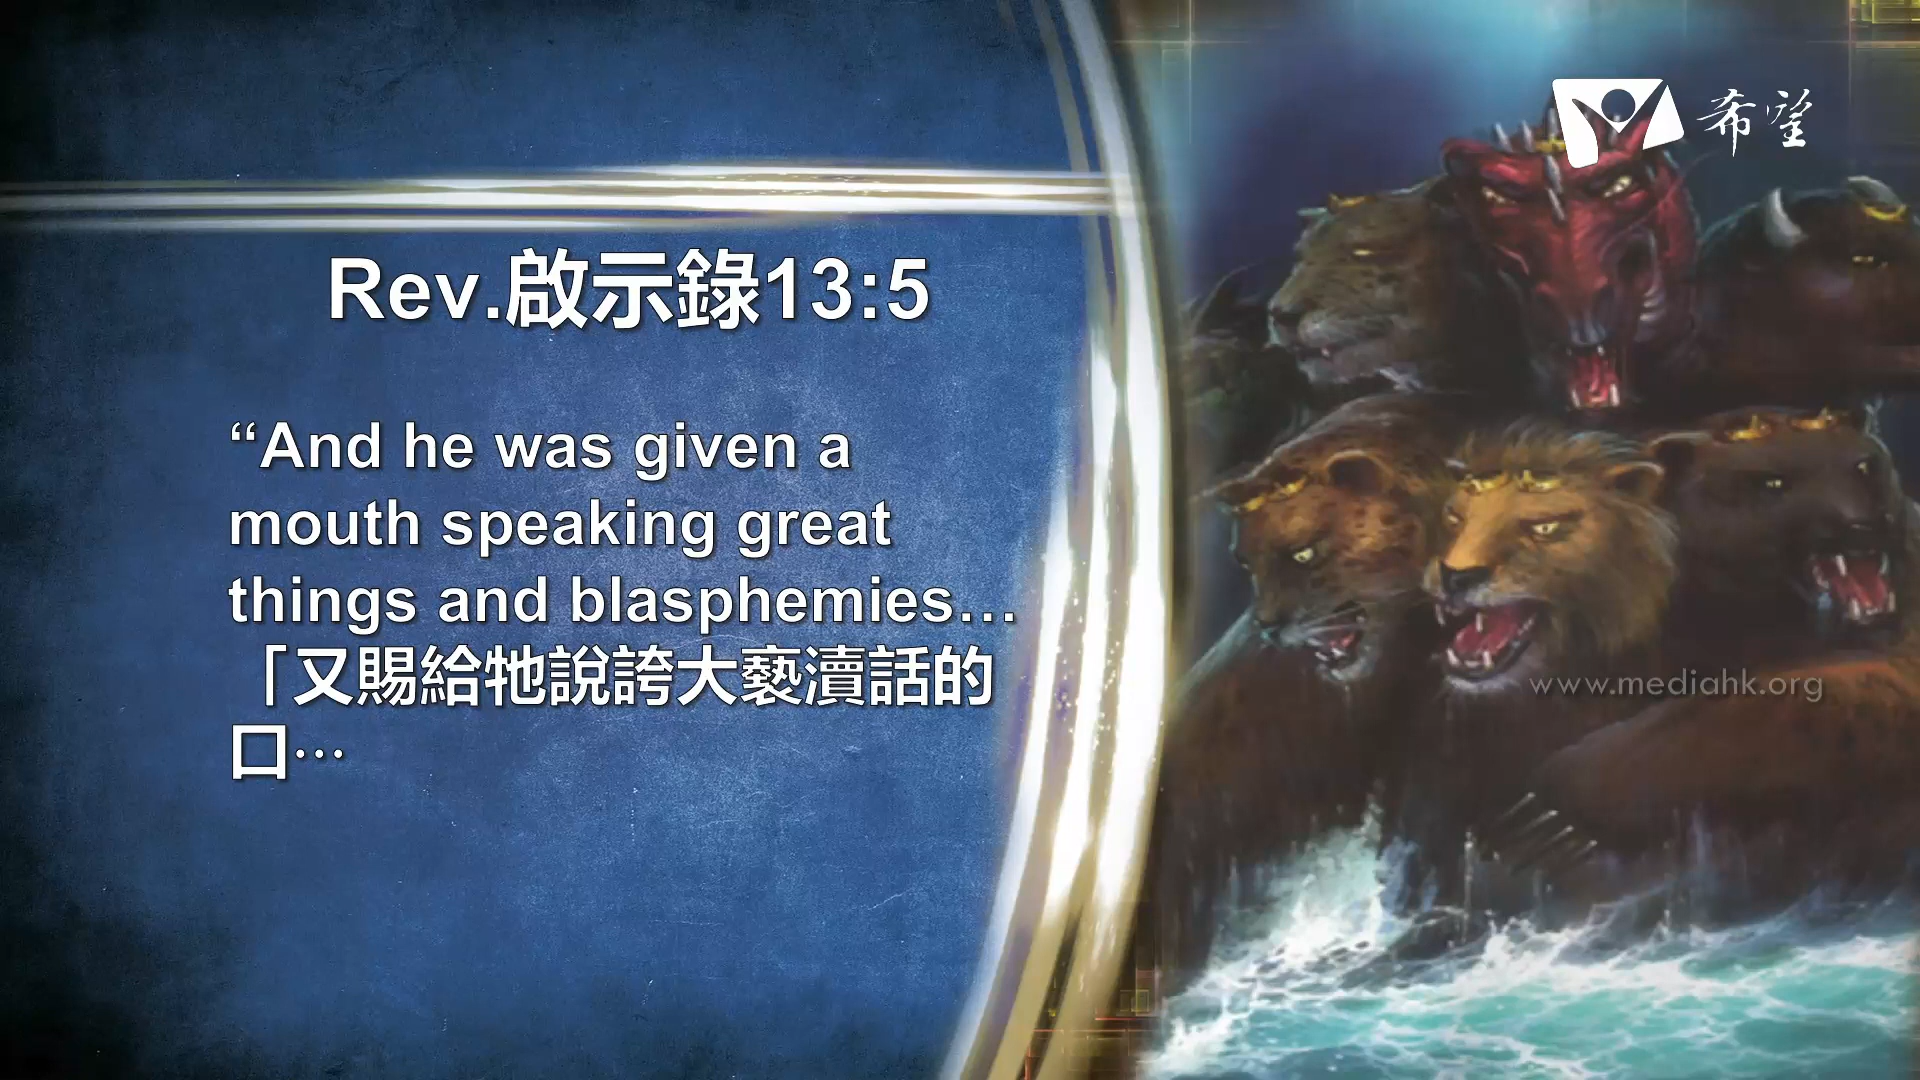 希望
Rev.啟示錄13:5
“And he was given a
mouth speaking great
things and blasphemies…
「又賜給牠說誇大褻瀆話的
口…
www.mediahk.org